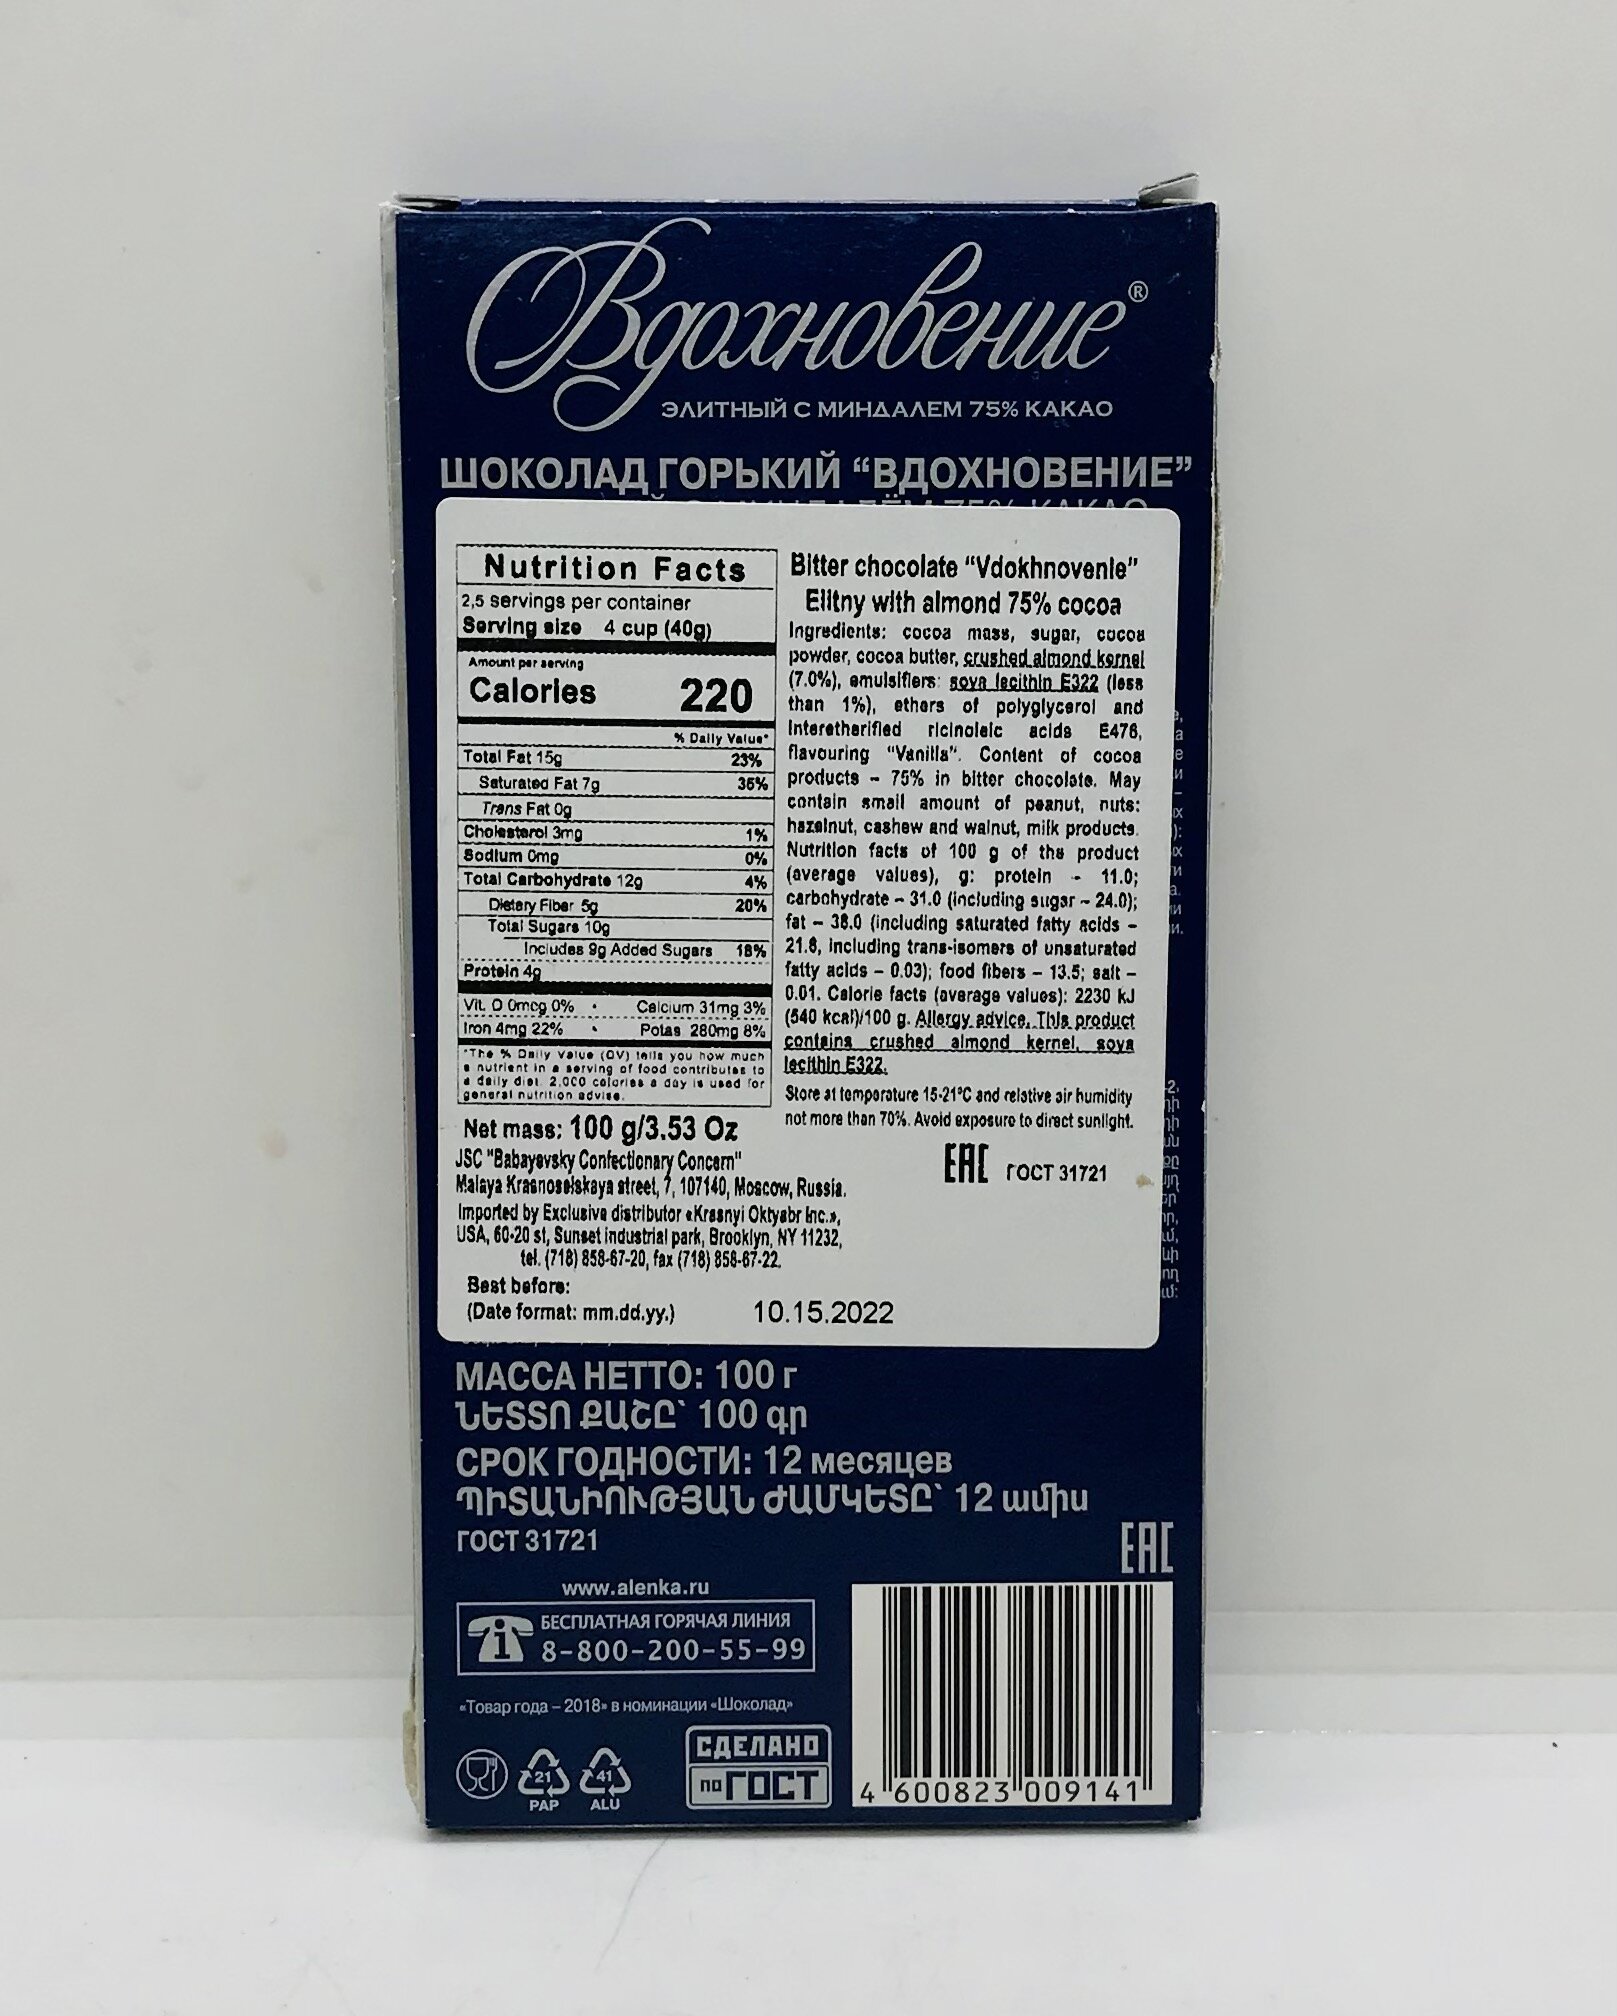 Вдохновение®
ЭЛИТНЫЙ С МИНДАЛЕМ 75% КАКАО
ШОКОЛАД ГОРЬКИЙ “ВДОХНОВЕНИЕ”
Nutrition Facts
2,5 servings per container
Serving size 4 cup (40g)
Amount per serving
Calories 220
% Daily Value*
Total Fat 15g 23%
Saturated Fat 7g 35%
Trans Fat 0g
Cholesterol 3mg 1%
Sodium 0mg 0%
Total Carbohydrate 12g 4%
Dietary Fiber 5g 20%
Total Sugars 10g
Includes 9g Added Sugars 18%
Protein 4g
Vit. D 0mcg 0% • Calcium 31mg 3%
Iron 4mg 22% • Potas 280mg 8%
*The % Daily Value (DV) tells you how much
a nutrient in a serving of food contributes to
a daily diet. 2,000 calories a day is used for
general nutrition advise.
Bitter chocolate “Vdokhnovenie”
Elitny with almond 75% cocoa
Ingredients: cocoa mass, sugar, cocoa
powder, cocoa butter, crushed almond kernel
(7.0%), emulsifiers: soya lecithin E322 (less
than 1%), ethers of polyglycerol and
interetherified ricinoleic acids E476,
flavouring “Vanilla”. Content of cocoa
products – 75% in bitter chocolate. May
contain small amount of peanut, nuts:
hazelnut, cashew and walnut, milk products.
Nutrition facts of 100 g of the product
(average values), g: protein - 11.0;
carbohydrate – 31.0 (including sugar – 24.0);
fat – 38.0 (including saturated fatty acids –
21.8, including trans-isomers of unsaturated
fatty acids – 0.03); food fibers – 13.5; salt –
0.01. Calorie facts (average values): 2230 kJ
(540 kcal)/100 g. Allergy advice. This product
contains crushed almond kernel, soya
lecithin E322.
Store at temperature 15-21°C and relative air humidity
not more than 70%. Avoid exposure to direct sunlight.
Net mass: 100 g/3.53 Oz
JSC "Babayevsky Confectionary Concern"
Malaya Krasnoselskaya street, 7, 107140, Moscow, Russia.
Imported by Exclusive distributor «Krasnyi Oktyabr Inc.»,
USA, 60-20 st, Sunset industrial park, Brooklyn, NY 11232,
tel. (718) 858-67-20, fax (718) 858-67-22.
EAC ГОСТ 31721
Best before:
(Date format: mm.dd.yy.) 10.15.2022
МАССА НЕТТО: 100 г
ՆԵՏՏՈ ՔԱՇԸ՝ 100 գր
СРОК ГОДНОСТИ: 12 месяцев
ՊԻՏԱՆԻՈՒԹՅԱՆ ԺԱՄԿԵՏԸ՝ 12 ամիս
ГОСТ 31721
EAC
www.alenka.ru
БЕСПЛАТНАЯ ГОРЯЧАЯ ЛИНИЯ
8-800-200-55-99
«Товар года – 2018» в номинации «Шоколад»
21
PAP
41
ALU
СДЕЛАНО
по ГОСТ
4 600823 009141